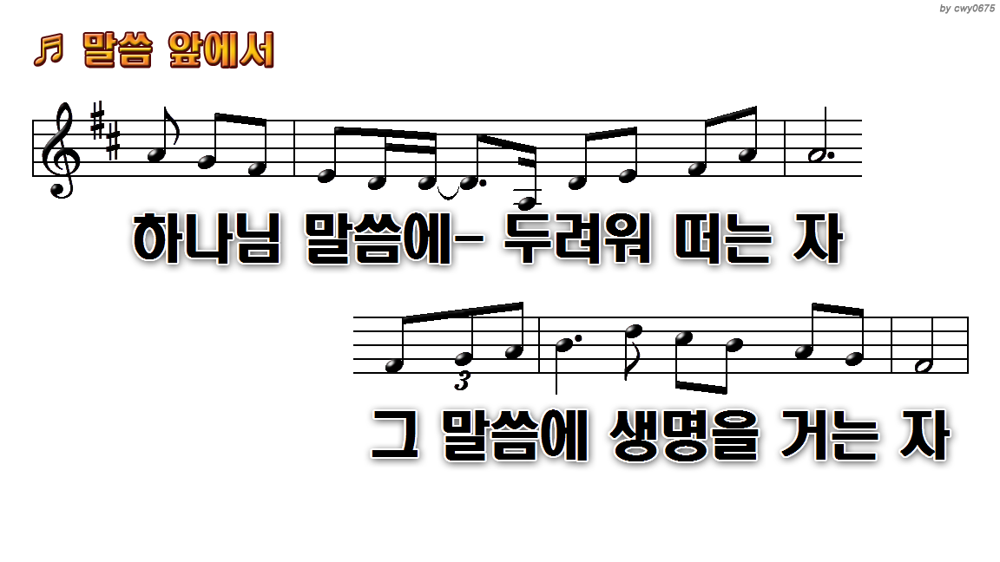 by cwy0675
♬ 말씀 앞에서
하나님 말씀에- 두려워 떠는 자
3
그 말씀에 생명을 거는 자